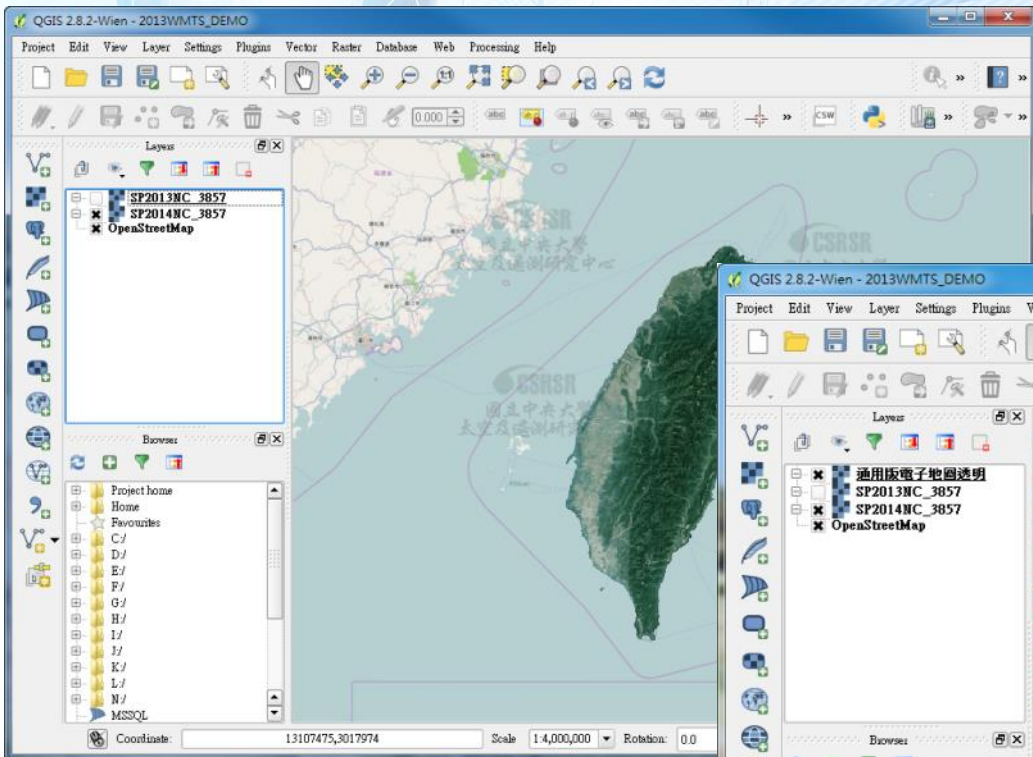 QGIS 2.8.2-Wien - 2013WMTS_DEMO
Project Edit View Layer Settings Plugins Vector Raster Database Web Processing Help
0.000
abc
CSW
Layers
SP2013NC_3857
SP2014NC_3857
OpenStreetMap
Browser
Project home
Home
Favourites
C:/
D:/
E:/
F:/
G:/
H:/
I:/
J:/
K:/
L:/
N:/
MSSQL
Coordinate: 13107475,3017974 Scale 1:4,000,000 Rotation: 0.0
CSRSR
國立中央大學
太空及遙測研究中心
CSRSR
CSRSR
國立中央大學
太空及遙測研究
QGIS 2.8.2-Wien - 2013WMTS_DEMO
Project Edit View Layer Settings Plugins V
Layers
通用版電子地圖透明
SP2013NC_3857
SP2014NC_3857
OpenStreetMap
Browser